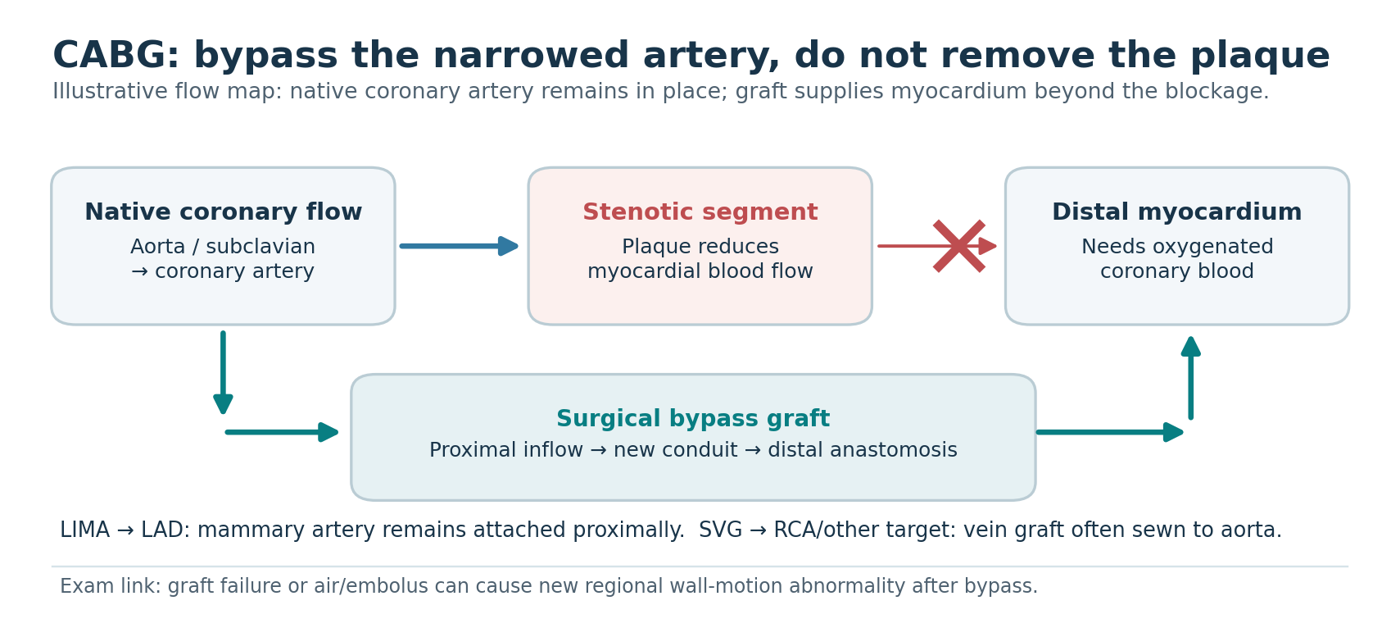 CABG: bypass the narrowed artery, do not remove the plaque
Illustrative flow map: native coronary artery remains in place; graft supplies myocardium beyond the blockage.
Native coronary flow
Aorta / subclavian
→ coronary artery
Stenotic segment
Plaque reduces
myocardial blood flow
Distal myocardium
Needs oxygenated
coronary blood
Surgical bypass graft
Proximal inflow → new conduit → distal anastomosis
LIMA → LAD: mammary artery remains attached proximally.  SVG → RCA/other target: vein graft often sewn to aorta.
Exam link: graft failure or air/embolus can cause new regional wall-motion abnormality after bypass.